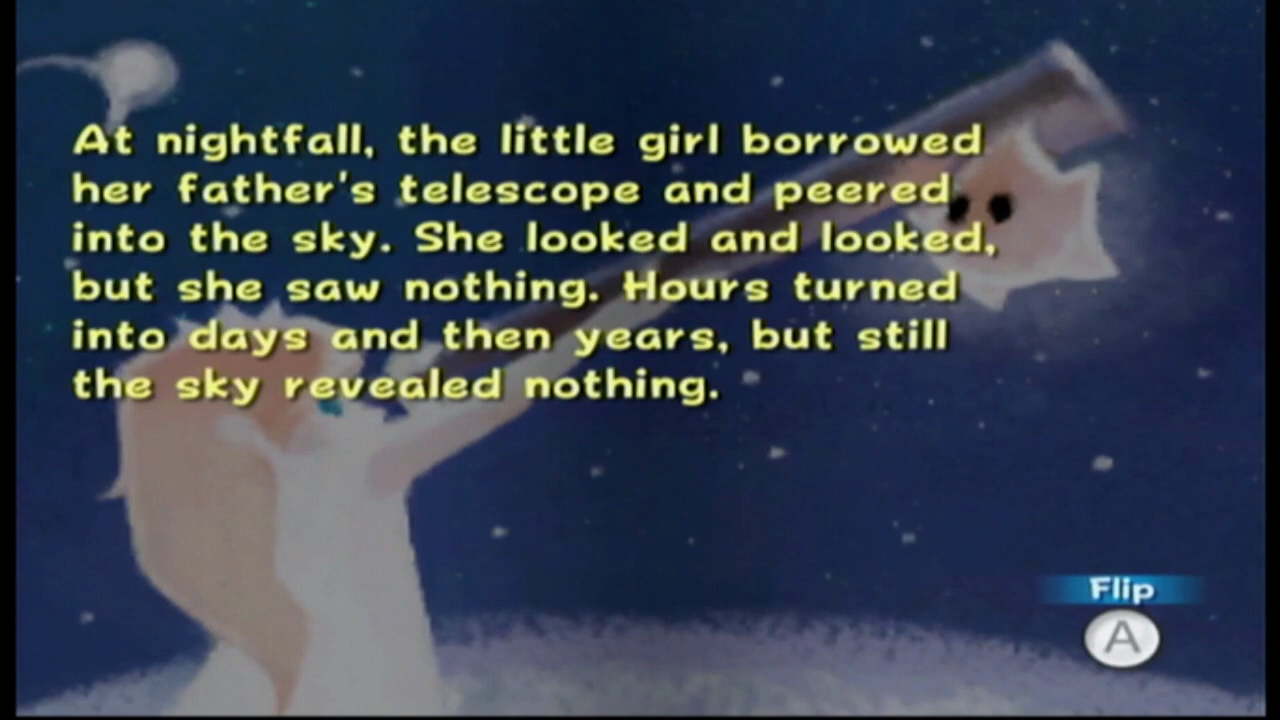 At nightfall, the little girl borrowed
her father's telescope and peered
into the sky. She looked and looked,
but she saw nothing. Hours turned
into days and then years, but still
the sky revealed nothing.
Flip
A